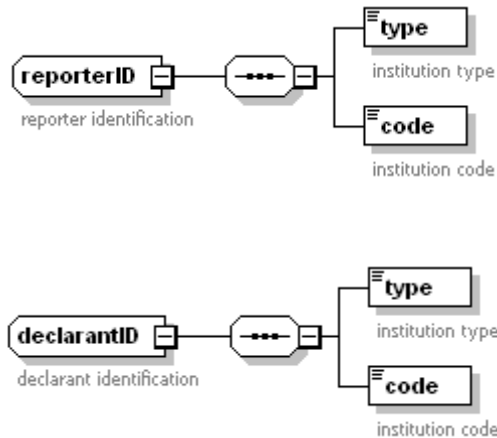 type
institution type
reporterID
reporter identification
code
institution code
type
institution type
declarantID
declarant identification
code
institution code